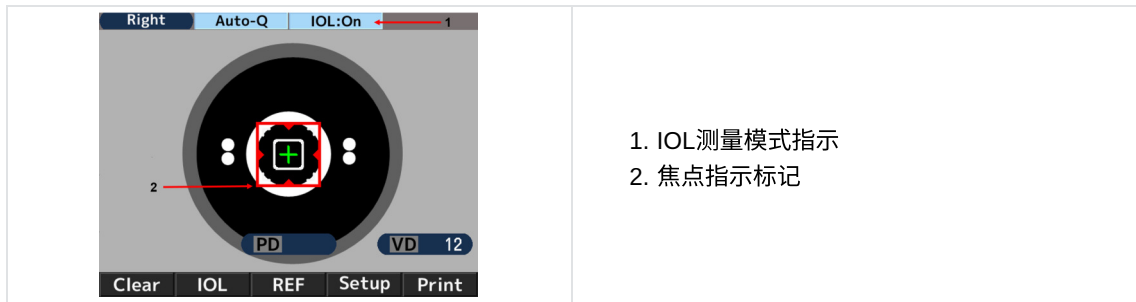 Right Auto-Q IOL:On 1
2
PD VD 12
Clear IOL REF Setup Print
1. IOL测量模式指示
2. 焦点指示标记